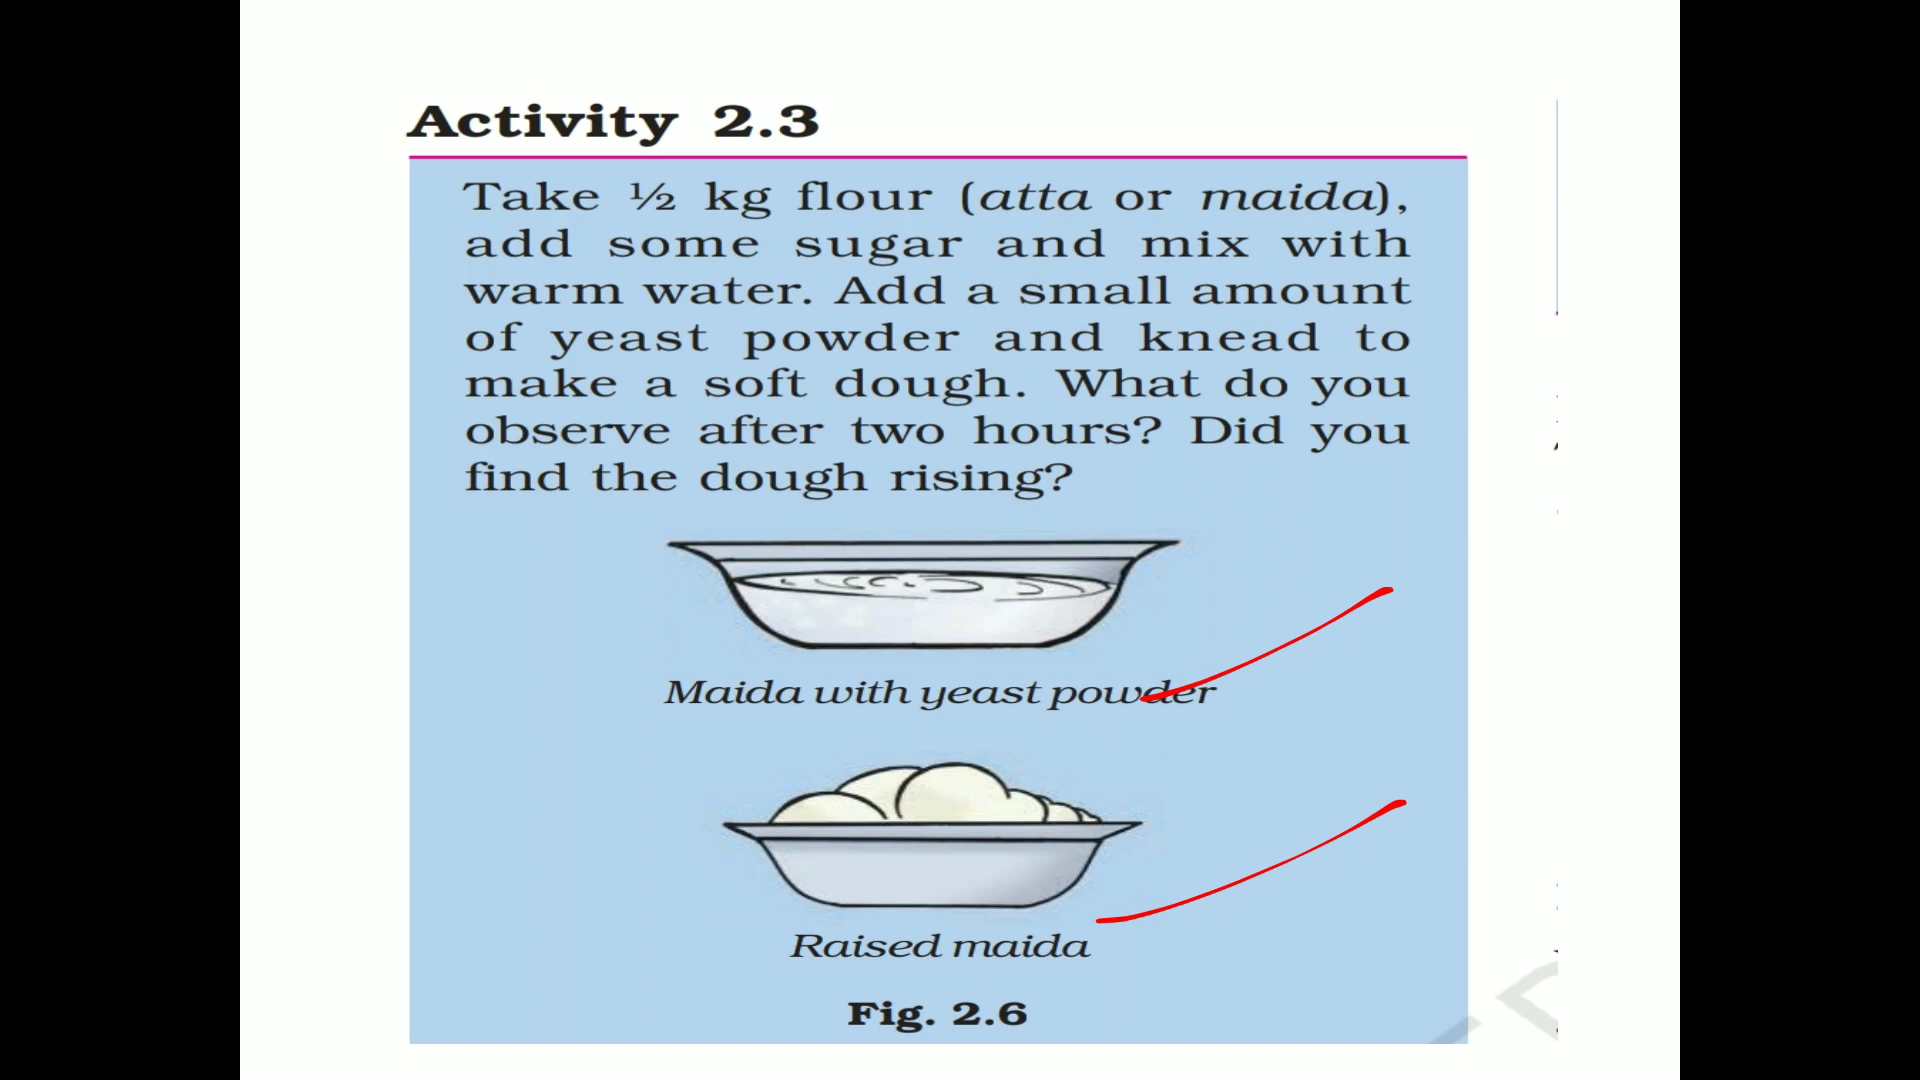 Activity 2.3
Take ½ kg flour (atta or maida),
add some sugar and mix with
warm water. Add a small amount
of yeast powder and knead to
make a soft dough. What do you
observe after two hours? Did you
find the dough rising?
Maida with yeast powder
Raised maida
Fig. 2.6